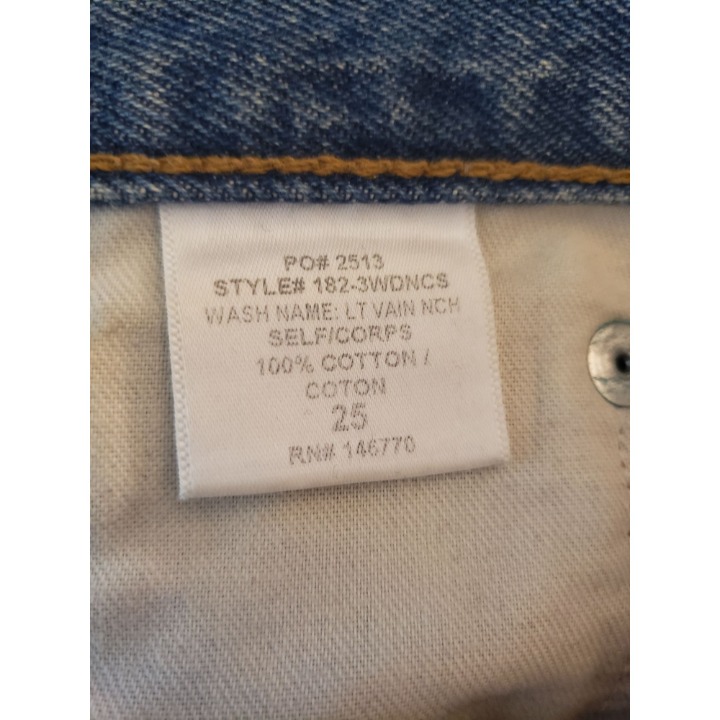 PO# 2513
STYLE# 182-3WDNCS
WASH NAME: LT VAIN NCH
SELF/CORPS
100% COTTON /
COTON
25
RN# 146770